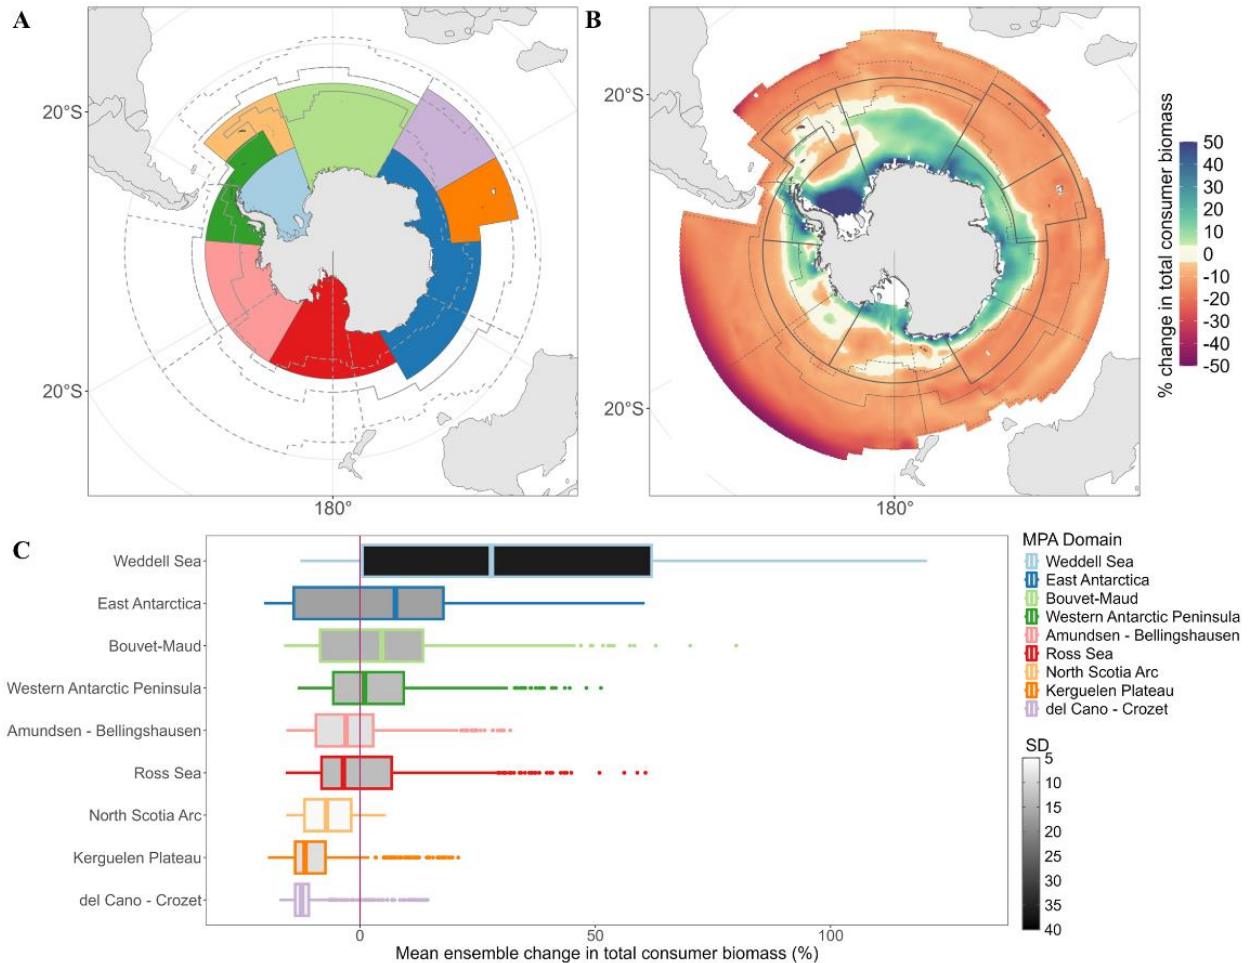 A
B
20°S
20°S
180°
20°S
20°S
180°
% change in total consumer biomass
50
40
30
20
10
0
-10
-20
-30
-40
-50
C
Weddell Sea
East Antarctica
Bouvet-Maud
Western Antarctic Peninsula
Amundsen - Bellingshausen
Ross Sea
North Scotia Arc
Kerguelen Plateau
del Cano - Crozet
0
50
100
Mean ensemble change in total consumer biomass (%)
MPA Domain
Weddell Sea
East Antarctica
Bouvet-Maud
Western Antarctic Peninsula
Amundsen - Bellingshausen
Ross Sea
North Scotia Arc
Kerguelen Plateau
del Cano - Crozet
SD
5
10
15
20
25
30
35
40